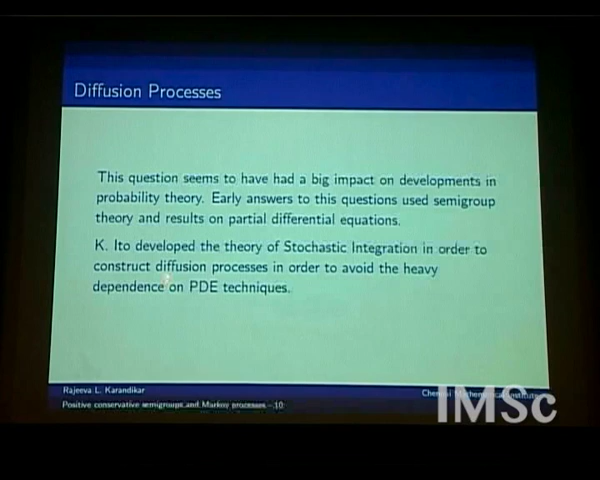 Diffusion Processes
This question seems to have had a big impact on developments in
probability theory. Early answers to this questions used semigroup
theory and results on partial differential equations.
K. Ito developed the theory of Stochastic Integration in order to
construct diffusion processes in order to avoid the heavy
dependence on PDE techniques.
Rajeeva L. Karandikar
Chennai Mathematical Institute
Positive conservative semigroups and Markov processes - 10
IMSc